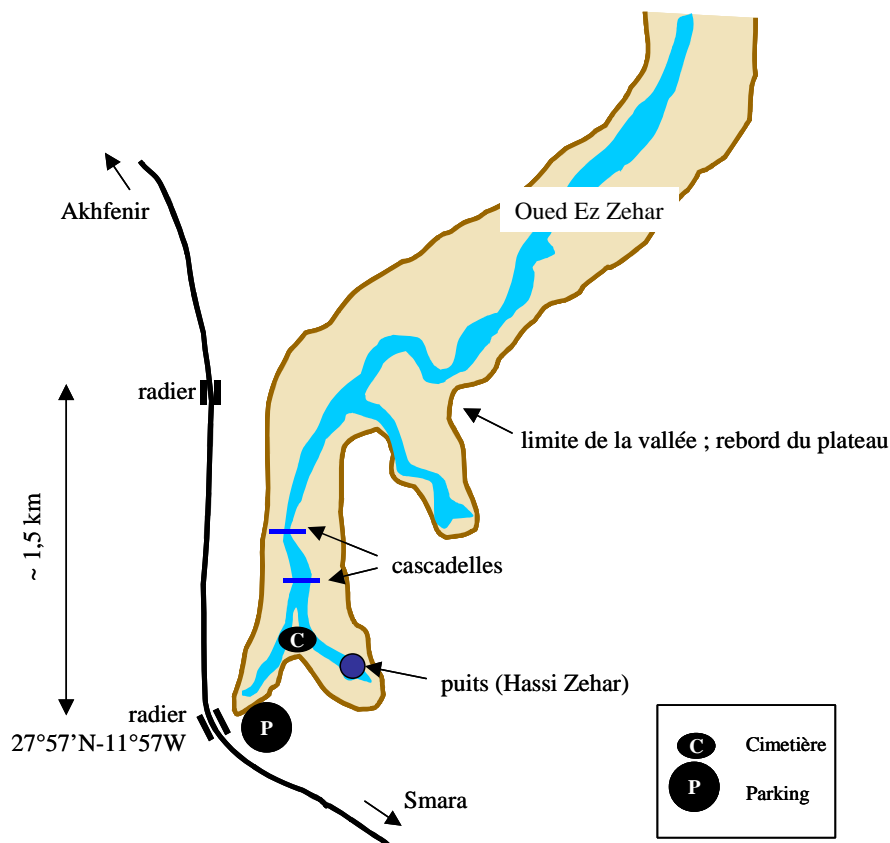 Oued Ez Zehar
Akhfenir
radier
limite de la vallée ; rebord du plateau
~ 1,5 km
cascadelles
C
puits (Hassi Zehar)
radier
27°57’N-11°57W
P
Smara
C Cimetière
P Parking